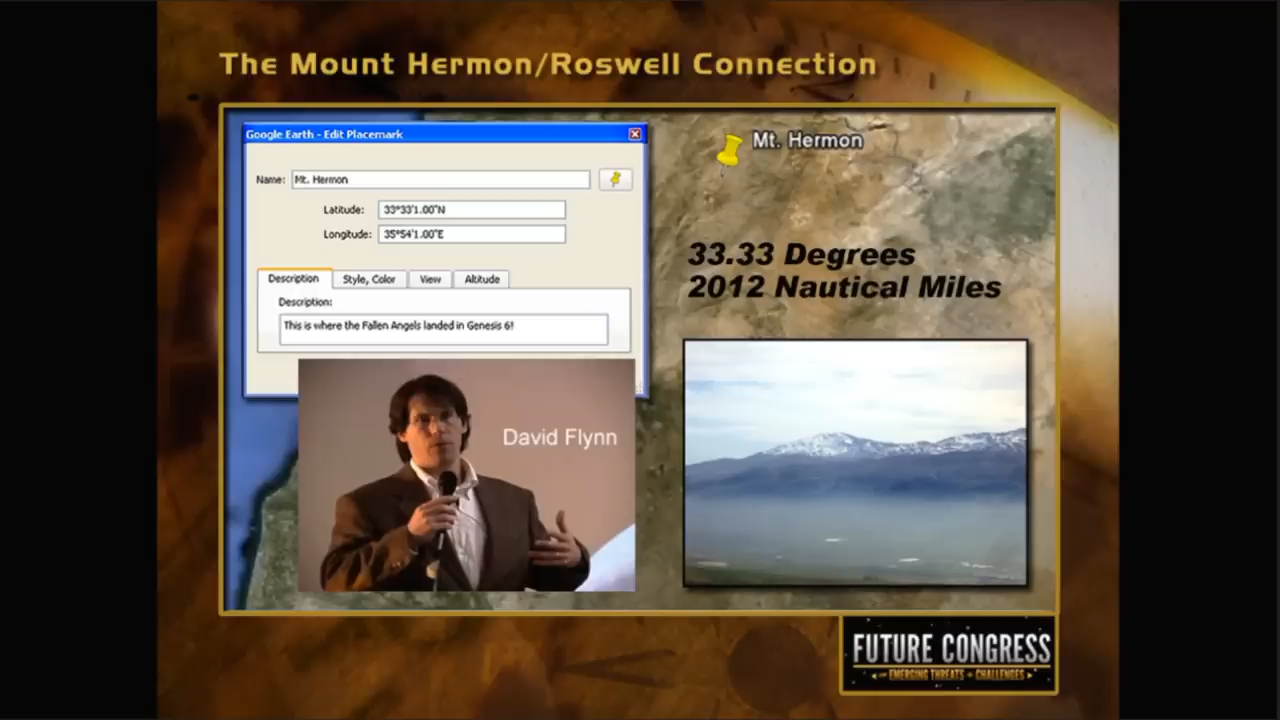 The Mount Hermon/Roswell Connection
Google Earth - Edit Placemark
Name: Mt. Hermon
Latitude: 33°33'1.00"N
Longitude: 35°54'1.00"E
Description Style, Color View Altitude
Description:
This is where the Fallen Angels landed in Genesis 6!
Mt. Hermon
33.33 Degrees
2012 Nautical Miles
David Flynn
FUTURE CONGRESS
EMERGING THREATS + CHALLENGES